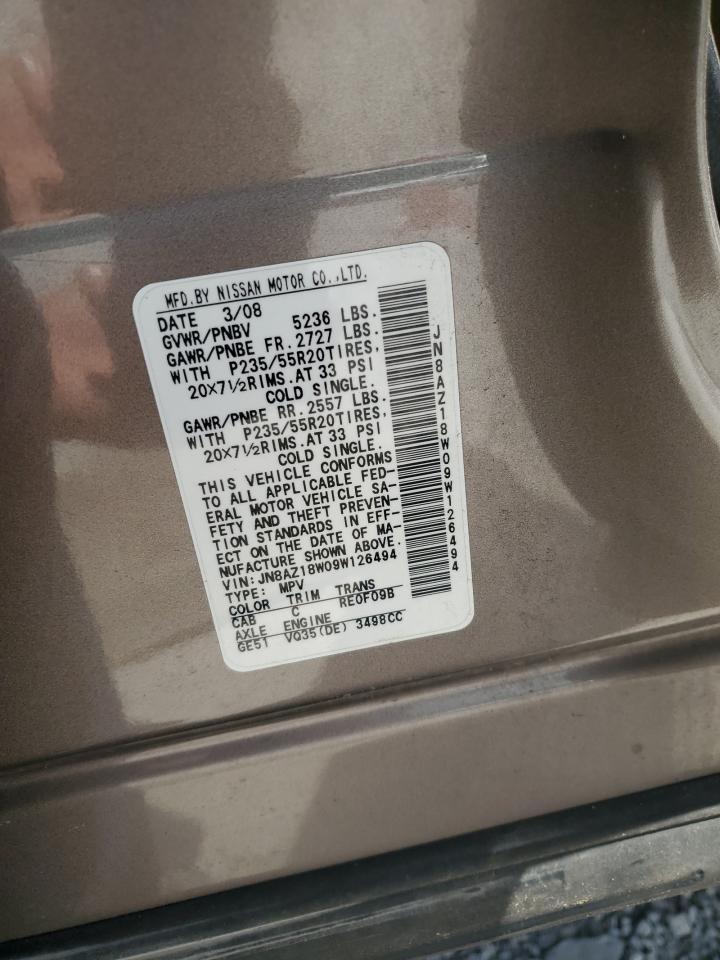 MFD.BY NISSAN MOTOR CO.,LTD.
DATE 3/08
GVWR/PNBV 5236 LBS.
GAWR/PNBE FR. 2727 LBS.
WITH P235/55R20TIRES,
20X7½RIMS.AT 33 PSI
COLD SINGLE.
GAWR/PNBE RR. 2557 LBS.
WITH P235/55R20TIRES,
20X7½RIMS.AT 33 PSI
COLD SINGLE.
THIS VEHICLE CONFORMS
TO ALL APPLICABLE FED-
ERAL MOTOR VEHICLE SA-
FETY AND THEFT PREVEN-
TION STANDARDS IN EFF-
ECT ON THE DATE OF MA-
NUFACTURE SHOWN ABOVE.
VIN:JN8AZ18W09W126494
TYPE: MPV
COLOR TRIM TRANS
CAB C RE0F09B
AXLE ENGINE
GE51 VQ35(DE) 3498CC
JN8AZ18W09W126494